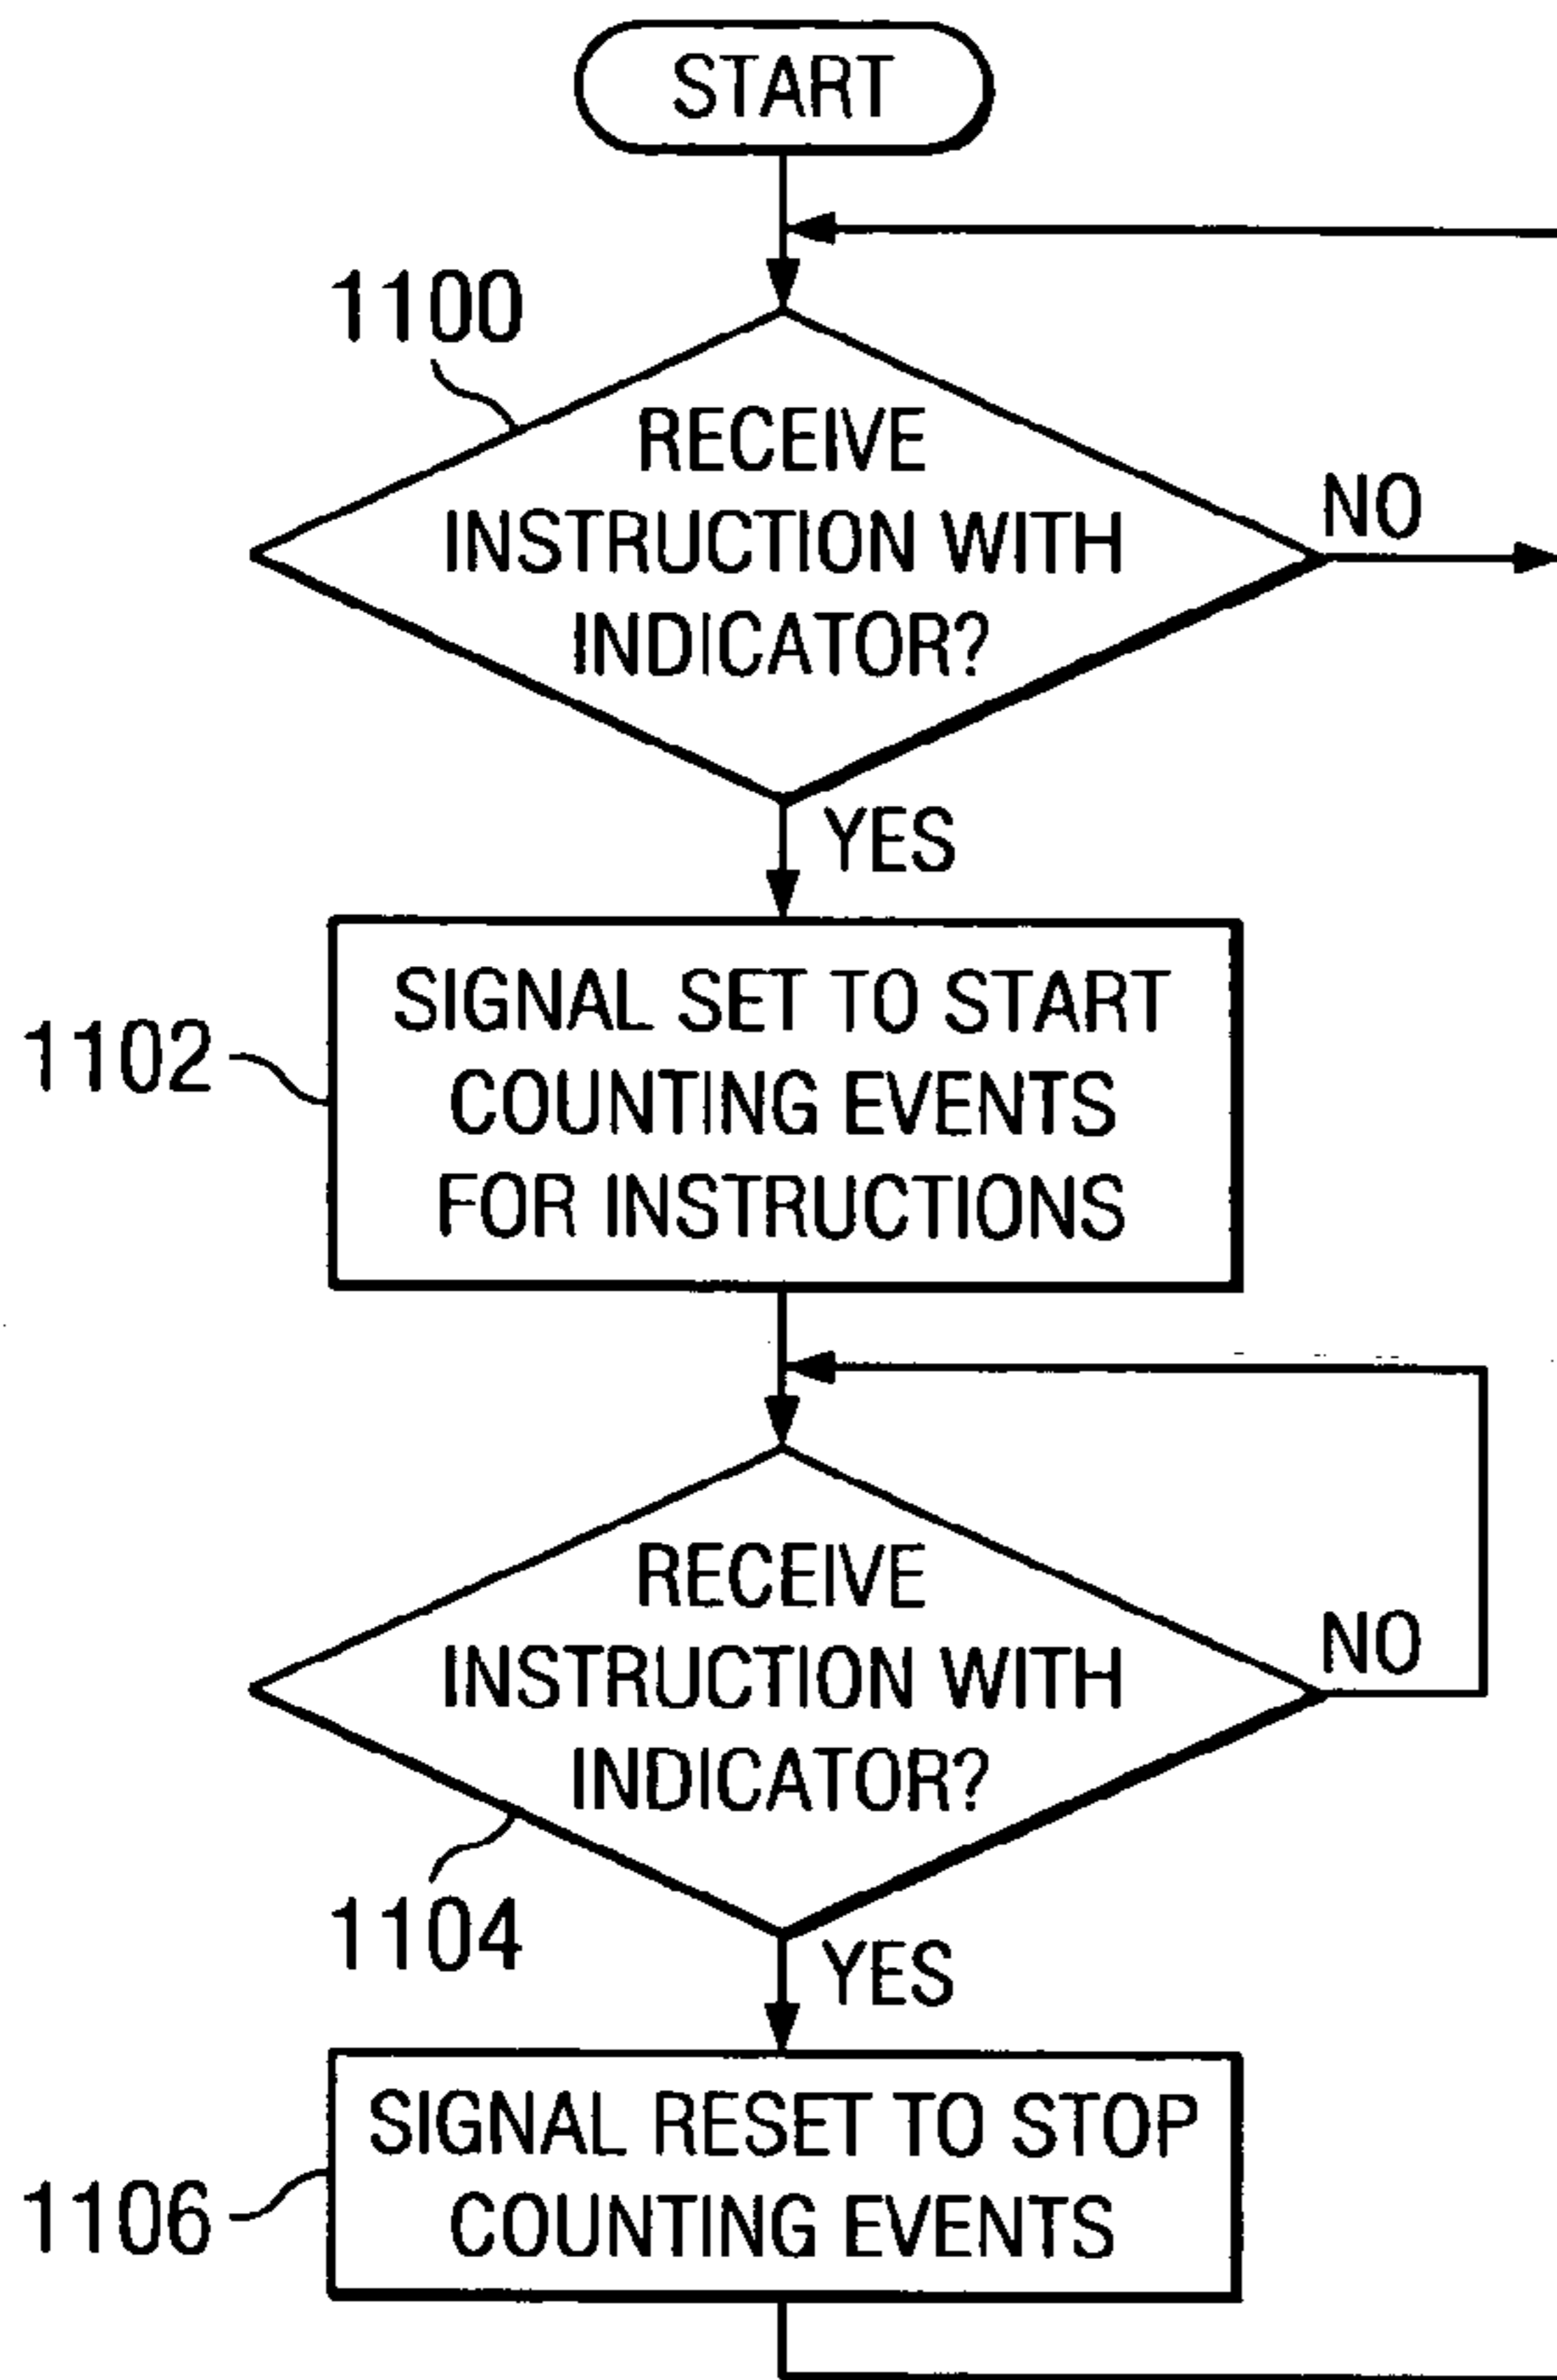 START
1100
RECEIVE
INSTRUCTION WITH
INDICATOR?
NO
YES
1102
SIGNAL SET TO START
COUNTING EVENTS
FOR INSTRUCTIONS
RECEIVE
INSTRUCTION WITH
INDICATOR?
NO
1104
YES
1106
SIGNAL RESET TO STOP
COUNTING EVENTS